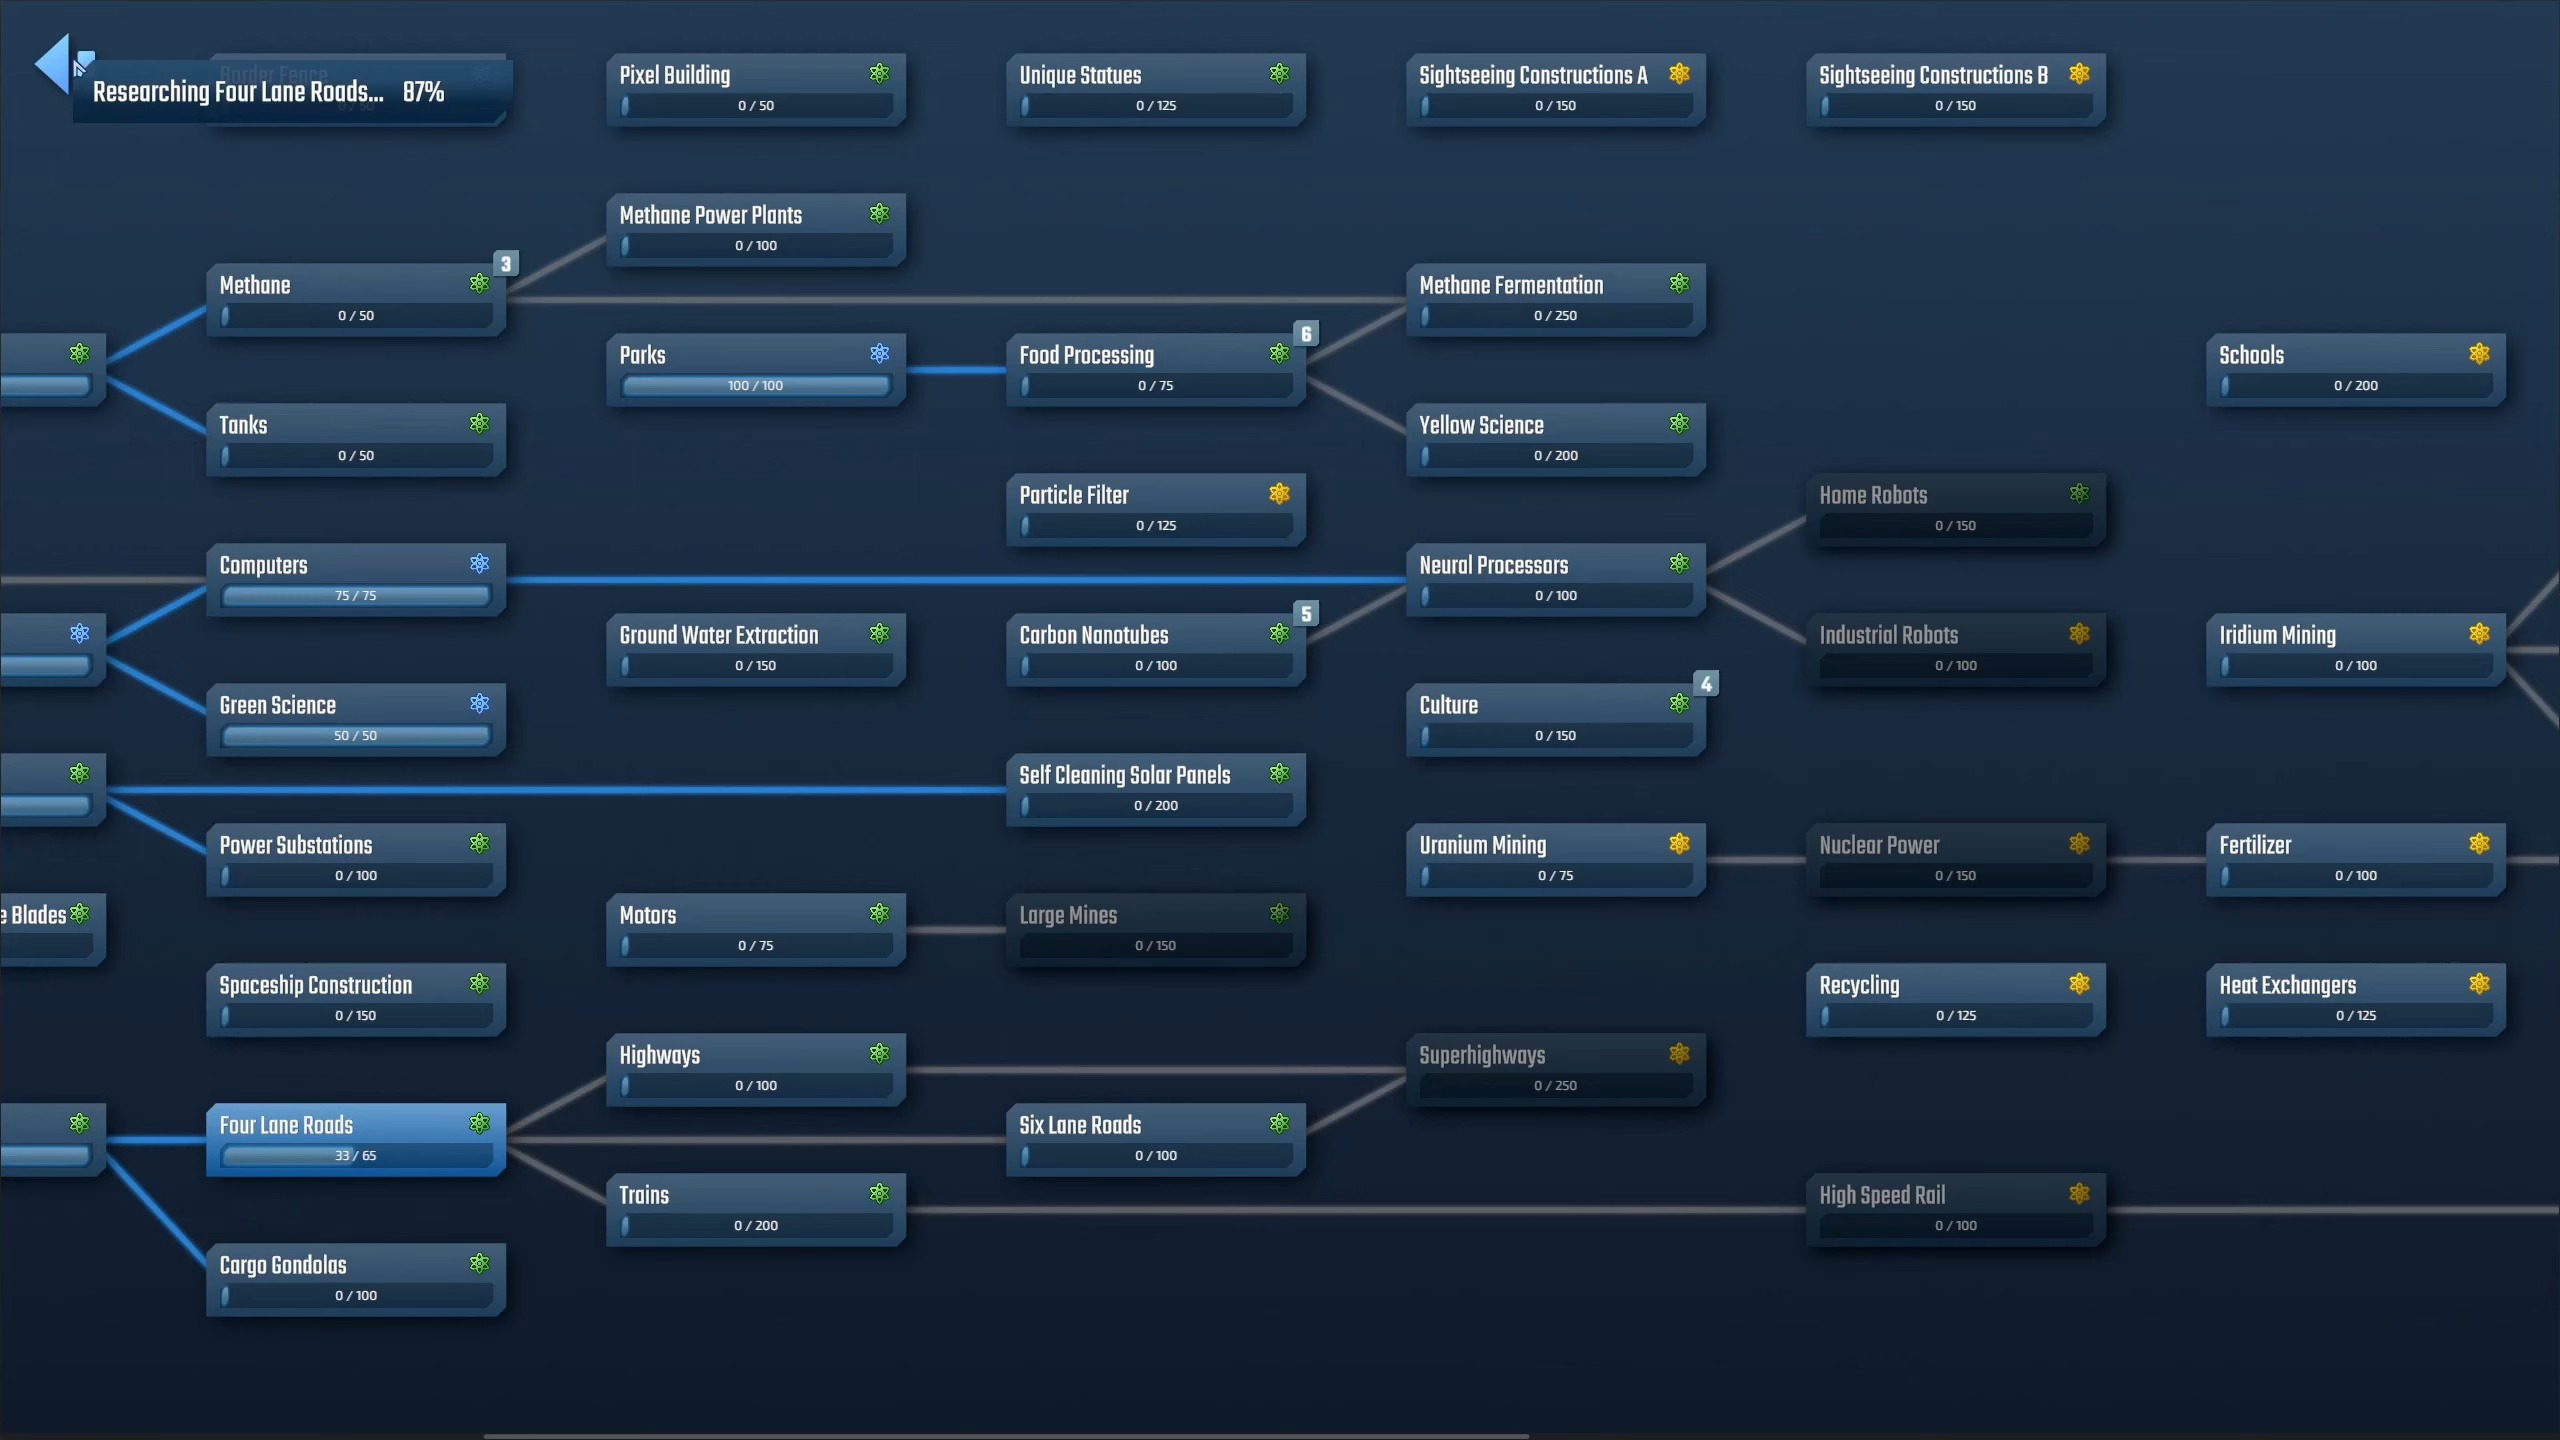 Border Fence
Researching Four Lane Roads... 87%
Pixel Building
0 / 50
Unique Statues
0 / 125
Sightseeing Constructions A
0 / 150
Sightseeing Constructions B
0 / 150
Methane Power Plants
0 / 100
Methane
3
0 / 50
Methane Fermentation
0 / 250
Parks
100 / 100
Food Processing
6
0 / 75
Schools
0 / 200
Tanks
0 / 50
Yellow Science
0 / 200
Particle Filter
0 / 125
Home Robots
0 / 150
Computers
75 / 75
Neural Processors
0 / 100
Ground Water Extraction
0 / 150
Carbon Nanotubes
5
0 / 100
Industrial Robots
0 / 100
Iridium Mining
0 / 100
Green Science
50 / 50
Culture
4
0 / 150
Self Cleaning Solar Panels
0 / 200
Power Substations
0 / 100
Uranium Mining
0 / 75
Nuclear Power
0 / 150
Fertilizer
0 / 100
e Blades
Motors
0 / 75
Large Mines
0 / 150
Spaceship Construction
0 / 150
Recycling
0 / 125
Heat Exchangers
0 / 125
Highways
0 / 100
Superhighways
0 / 250
Four Lane Roads
33 / 65
Six Lane Roads
0 / 100
Trains
0 / 200
High Speed Rail
0 / 100
Cargo Gondolas
0 / 100